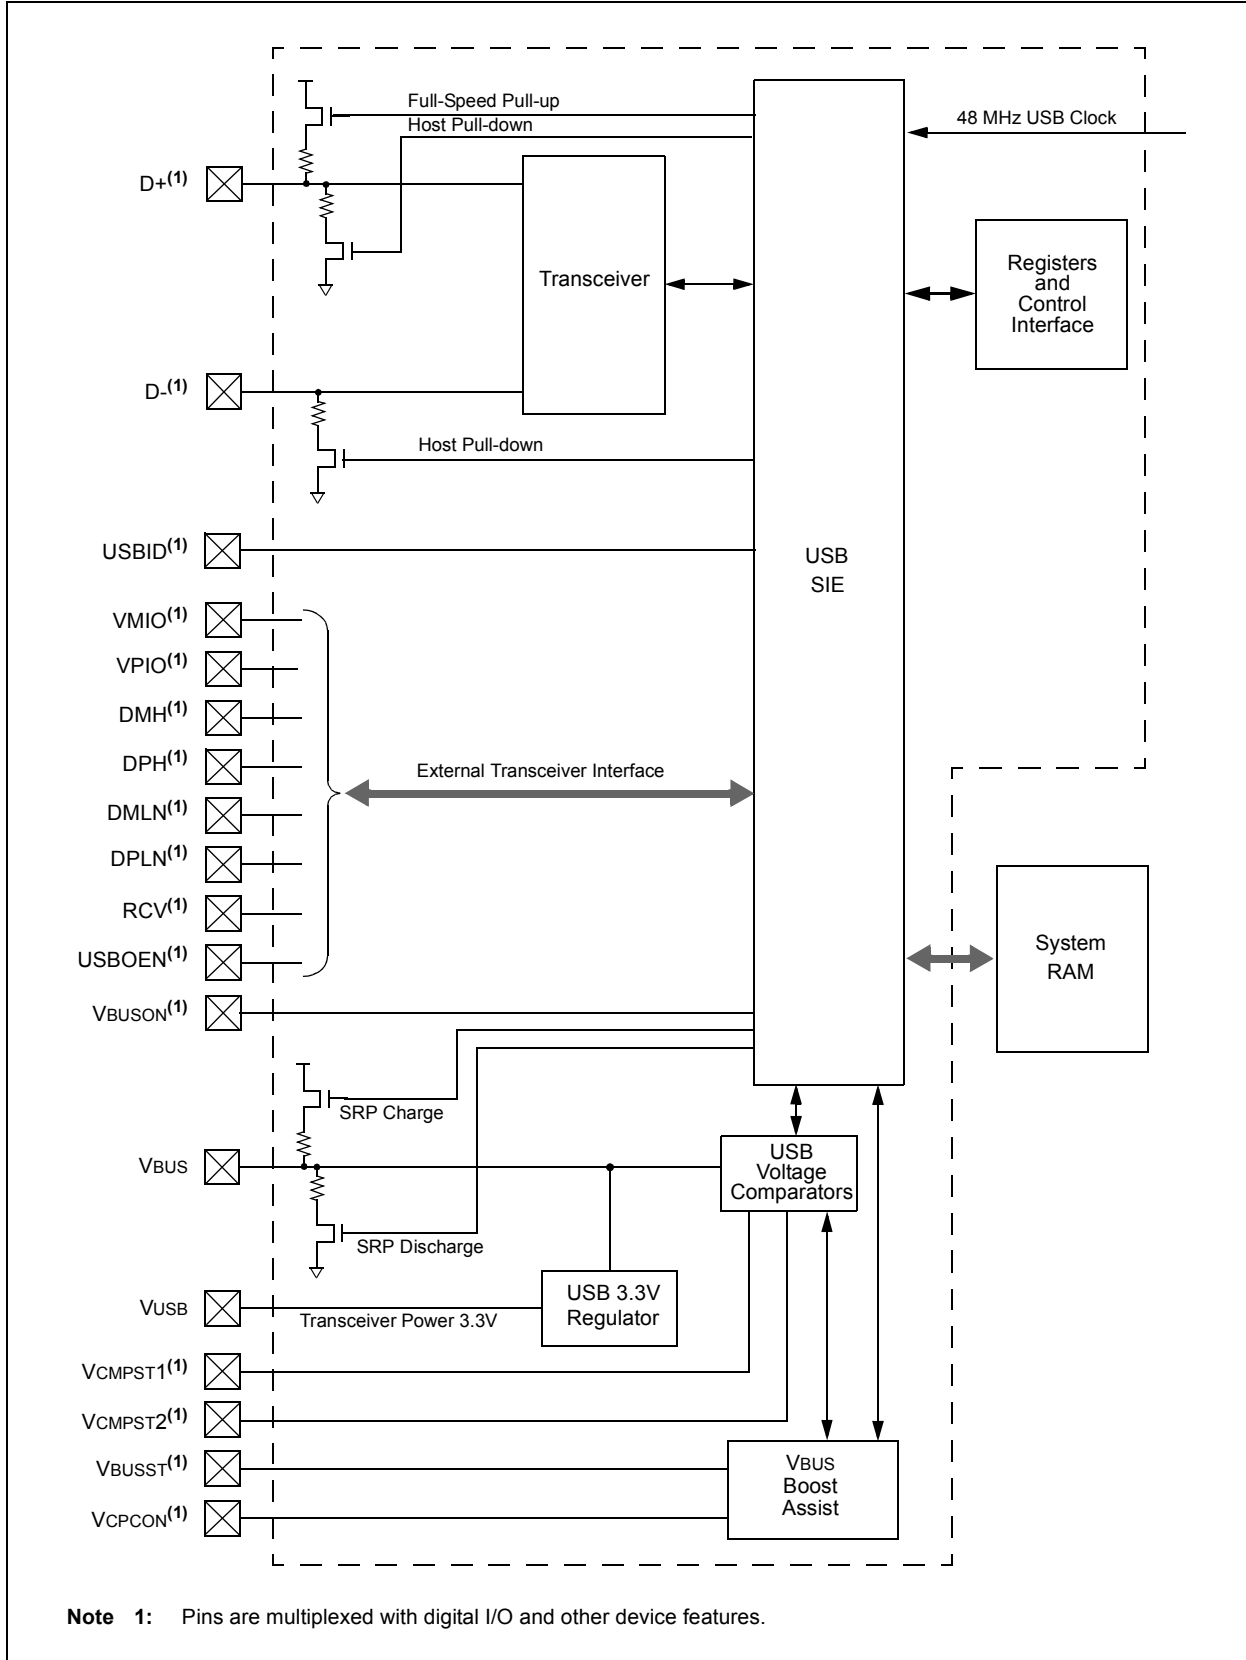 Full-Speed Pull-up
Host Pull-down
48 MHz USB Clock
D+(1)
Transceiver
Registers
and
Control
Interface
D-(1)
Host Pull-down
USBID(1)
USB
SIE
VMIO(1)
VPIO(1)
DMH(1)
DPH(1)
External Transceiver Interface
DMLN(1)
DPLN(1)
RCV(1)
USBOEN(1)
System
RAM
VBUSON(1)
SRP Charge
VBUS
USB
Voltage
Comparators
SRP Discharge
VUSB
Transceiver Power 3.3V
USB 3.3V
Regulator
VCMPST1(1)
VCMPST2(1)
VBUSST(1)
VBUS
Boost
Assist
VCPCON(1)
Note 1: Pins are multiplexed with digital I/O and other device features.